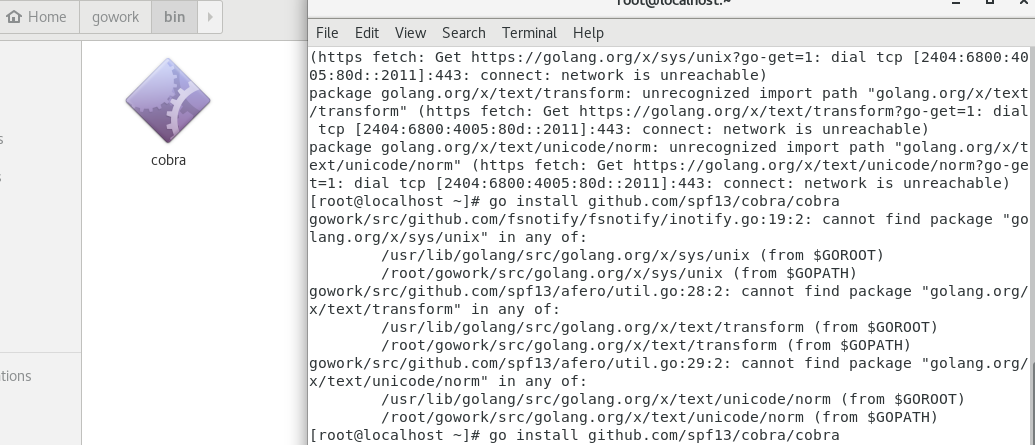 Home
gowork
bin
cobra
root@localhost:~
File Edit View Search Terminal Help
(https fetch: Get https://golang.org/x/sys/unix?go-get=1: dial tcp [2404:6800:40
05:80d::2011]:443: connect: network is unreachable)
package golang.org/x/text/transform: unrecognized import path "golang.org/x/text
/transform" (https fetch: Get https://golang.org/x/text/transform?go-get=1: dial
tcp [2404:6800:4005:80d::2011]:443: connect: network is unreachable)
package golang.org/x/text/unicode/norm: unrecognized import path "golang.org/x/t
ext/unicode/norm" (https fetch: Get https://golang.org/x/text/unicode/norm?go-ge
t=1: dial tcp [2404:6800:4005:80d::2011]:443: connect: network is unreachable)
[root@localhost ~]# go install github.com/spf13/cobra/cobra
gowork/src/github.com/fsnotify/fsnotify/inotify.go:19:2: cannot find package "go
lang.org/x/sys/unix" in any of:
/usr/lib/golang/src/golang.org/x/sys/unix (from $GOROOT)
/root/gowork/src/golang.org/x/sys/unix (from $GOPATH)
gowork/src/github.com/spf13/afero/util.go:28:2: cannot find package "golang.org/
x/text/transform" in any of:
/usr/lib/golang/src/golang.org/x/text/transform (from $GOROOT)
/root/gowork/src/golang.org/x/text/transform (from $GOPATH)
gowork/src/github.com/spf13/afero/util.go:29:2: cannot find package "golang.org/
x/text/unicode/norm" in any of:
/usr/lib/golang/src/golang.org/x/text/unicode/norm (from $GOROOT)
/root/gowork/src/golang.org/x/text/unicode/norm (from $GOPATH)
[root@localhost ~]# go install github.com/spf13/cobra/cobra